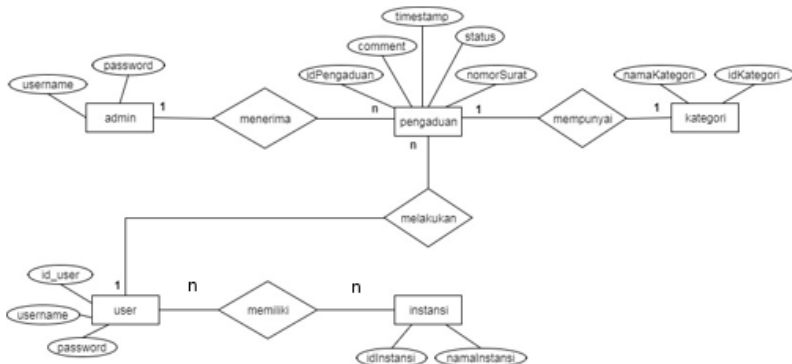 timestamp
comment
status
password
idPengaduan
nomorSurat
namaKategori
idKategori
username
1
n
1
1
admin
menerima
pengaduan
mempunyai
kategori
n
melakukan
id_user
1
n
n
username
user
memiliki
instansi
password
idInstansi
namaInstansi